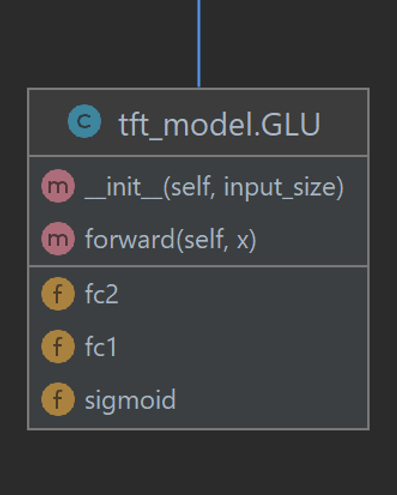 C tft_model.GLU
m __init__(self, input_size)
m forward(self, x)
f fc2
f fc1
f sigmoid